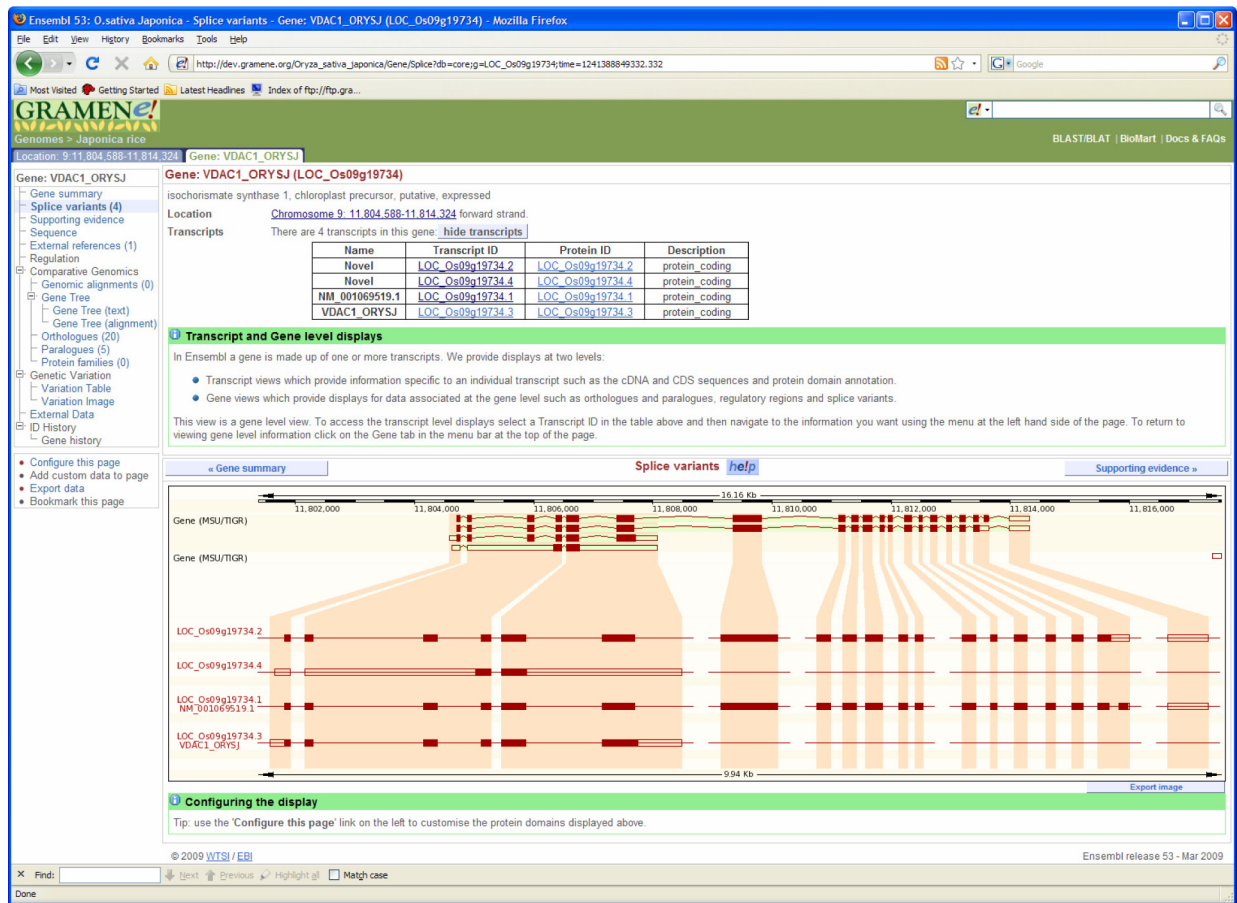 Ensembl 53: O.sativa Japonica - Splice variants - Gene: VDAC1_ORYSJ (LOC_Os09g19734) - Mozilla Firefox
File Edit View History Bookmarks Tools Help
http://dev.gramene.org/Oryza_sativa_japonica/Gene/Splice?db=core;g=LOC_Os09g19734;time=1241388849332.332
Google
Most Visited Getting Started Latest Headlines Index of ftp://ftp.gra...
GRAMENE!
e!
Genomes > Japonica rice
BLAST/BLAT | BioMart | Docs & FAQs
Location: 9:11,804,588-11,814,324 Gene: VDAC1_ORYSJ
Gene: VDAC1_ORYSJ
Gene summary
Splice variants (4)
Supporting evidence
Sequence
External references (1)
Regulation
Comparative Genomics
Genomic alignments (0)
Gene Tree
Gene Tree (text)
Gene Tree (alignment)
Orthologues (20)
Paralogues (5)
Protein families (0)
Genetic Variation
Variation Table
Variation Image
External Data
ID History
Gene history
Configure this page
Add custom data to page
Export data
Bookmark this page
Gene: VDAC1_ORYSJ (LOC_Os09g19734)
isochorismate synthase 1, chloroplast precursor, putative, expressed
Location Chromosome 9: 11,804,588-11,814,324 forward strand.
Transcripts There are 4 transcripts in this gene: hide transcripts
Name Transcript ID Protein ID Description
Novel LOC_Os09g19734.2 LOC_Os09g19734.2 protein_coding
Novel LOC_Os09g19734.4 LOC_Os09g19734.4 protein_coding
NM_001069519.1 LOC_Os09g19734.1 LOC_Os09g19734.1 protein_coding
VDAC1_ORYSJ LOC_Os09g19734.3 LOC_Os09g19734.3 protein_coding
Transcript and Gene level displays
In Ensembl a gene is made up of one or more transcripts. We provide displays at two levels:
Transcript views which provide information specific to an individual transcript such as the cDNA and CDS sequences and protein domain annotation.
Gene views which provide displays for data associated at the gene level such as orthologues and paralogues, regulatory regions and splice variants.
This view is a gene level view. To access the transcript level displays select a Transcript ID in the table above and then navigate to the information you want using the menu at the left hand side of the page. To return to
viewing gene level information click on the Gene tab in the menu bar at the top of the page.
« Gene summary Splice variants help Supporting evidence »
16.16 Kb
11,802,000 11,804,000 11,806,000 11,808,000 11,810,000 11,812,000 11,814,000 11,816,000
Gene (MSU/TIGR)
Gene (MSU/TIGR)
LOC_Os09g19734.2
LOC_Os09g19734.4
LOC_Os09g19734.1
NM_001069519.1
LOC_Os09g19734.3
VDAC1_ORYSJ
9.94 Kb
Export image
Configuring the display
Tip: use the 'Configure this page' link on the left to customise the protein domains displayed above.
© 2009 WTSI / EBI
Ensembl release 53 - Mar 2009
Find: Next Previous Highlight all Match case
Done